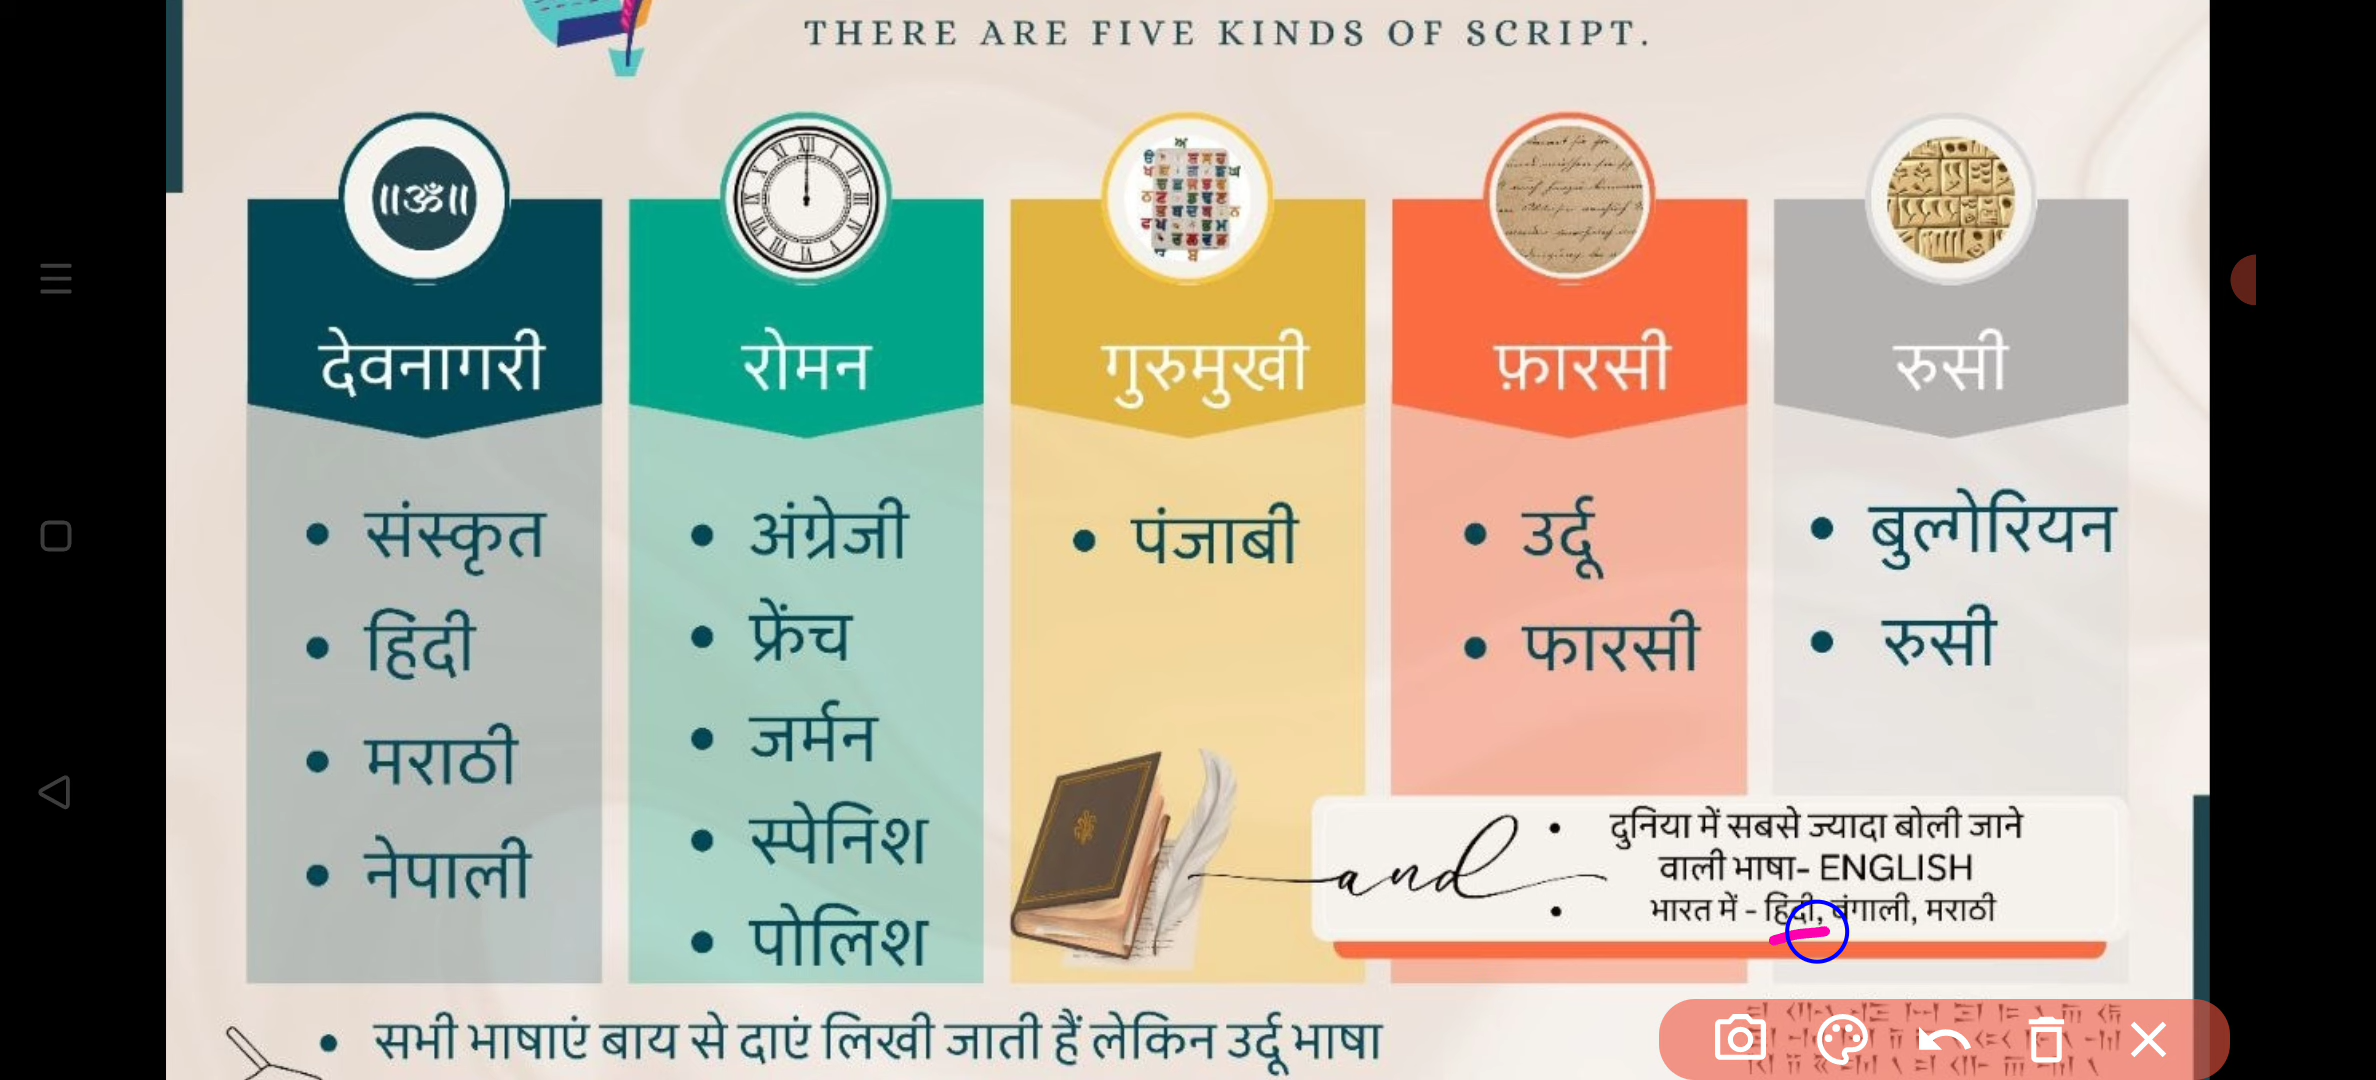 THERE ARE FIVE KINDS OF SCRIPT.
॥ॐ॥
देवनागरी
संस्कृत
हिंदी
मराठी
नेपाली
रोमन
अंग्रेजी
फ्रेंच
जर्मन
स्पेनिश
पोलिश
गुरुमुखी
पंजाबी
फ़ारसी
उर्दू
फारसी
रुसी
बुल्गेरियन
रुसी
and
दुनिया में सबसे ज्यादा बोली जाने
वाली भाषा- ENGLISH
भारत में - हिंदी, बंगाली, मराठी
सभी भाषाएं बाय से दाएं लिखी जाती हैं लेकिन उर्दू भाषा